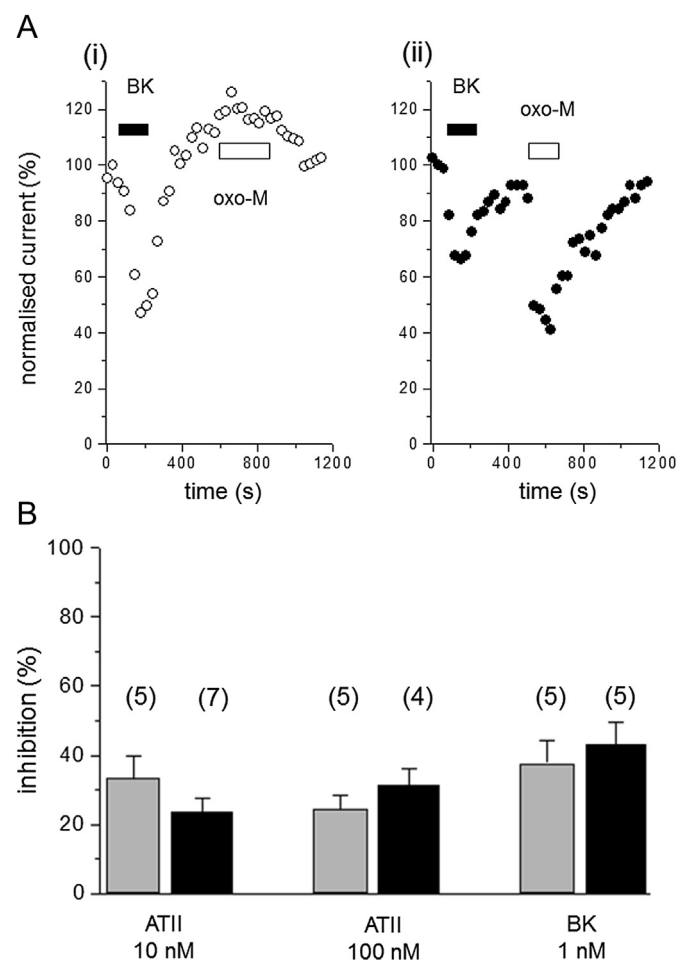 A
(i)
(ii)
BK
BK
oxo-M
oxo-M
normalised current (%)
120
100
80
60
40
20
0
0 400 800 1200
time (s)
120
100
80
60
40
20
0
0 400 800 1200
time (s)
B
inhibition (%)
100
80
60
40
20
0
(5) (7) (5) (4) (5) (5)
ATII ATII BK
10 nM 100 nM 1 nM